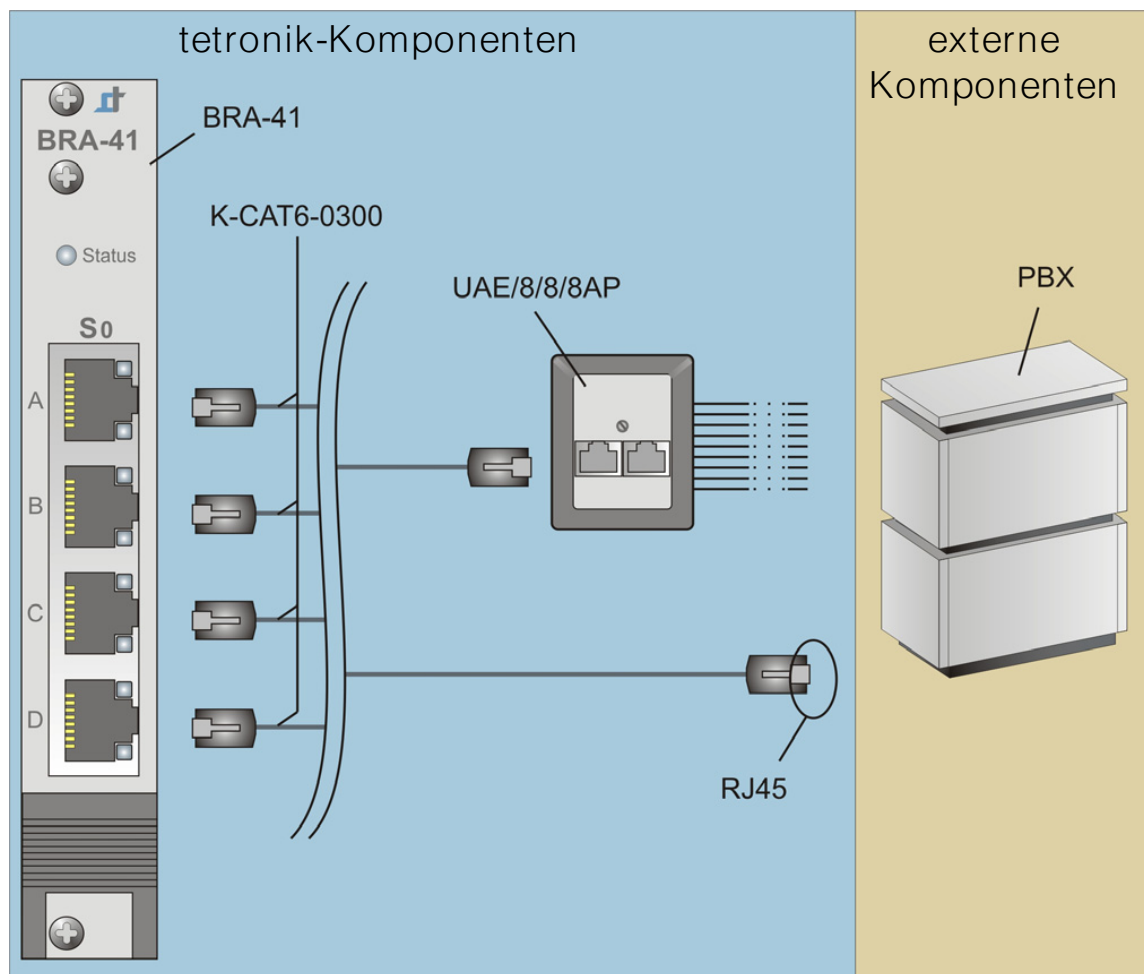 tetronik-Komponenten
externe
Komponenten
BRA-41
BRA-41
K-CAT6-0300
Status
UAE/8/8/8AP
PBX
S0
A
B
C
D
RJ45